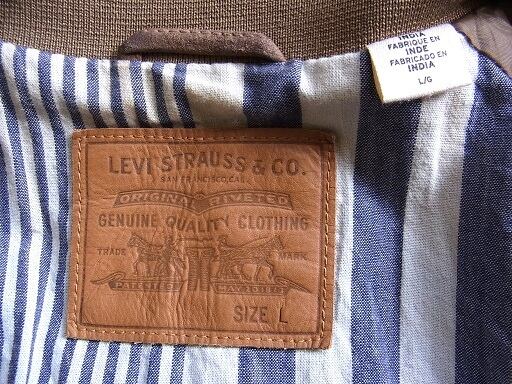 LEVI STRAUSS & CO.
SAN FRANCISCO, CAL.
ORIGINAL RIVETED
GENUINE QUALITY CLOTHING
TRADE MARK
PATENTED
SIZE L
INDIA
FABRIQUE EN
INDE
FABRICADO EN
INDIA
L/G